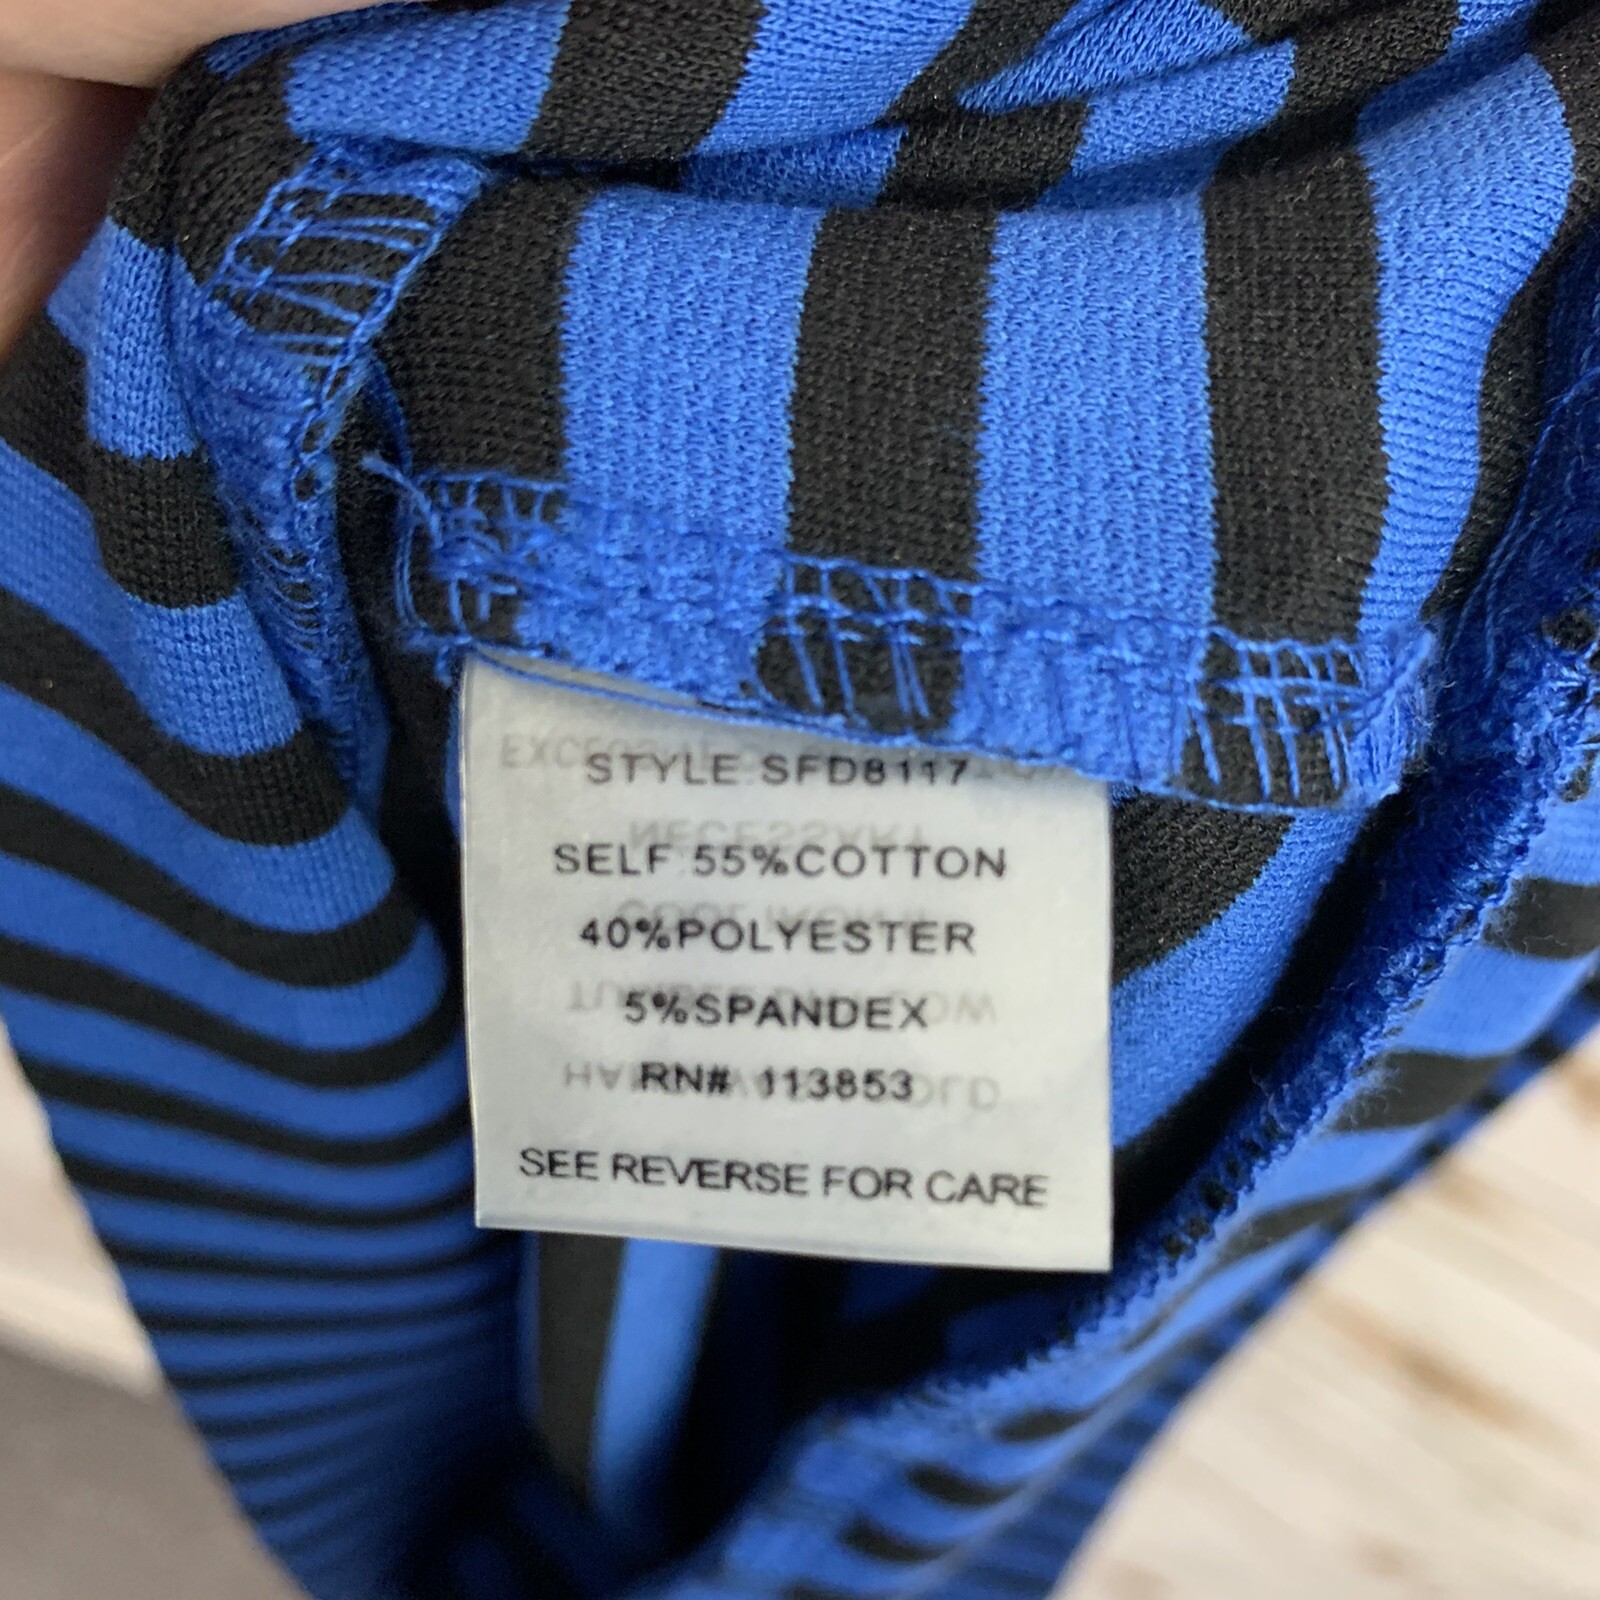 STYLE SFD8117
SELF 55%COTTON
40%POLYESTER
5%SPANDEX
RN# 113853
SEE REVERSE FOR CARE